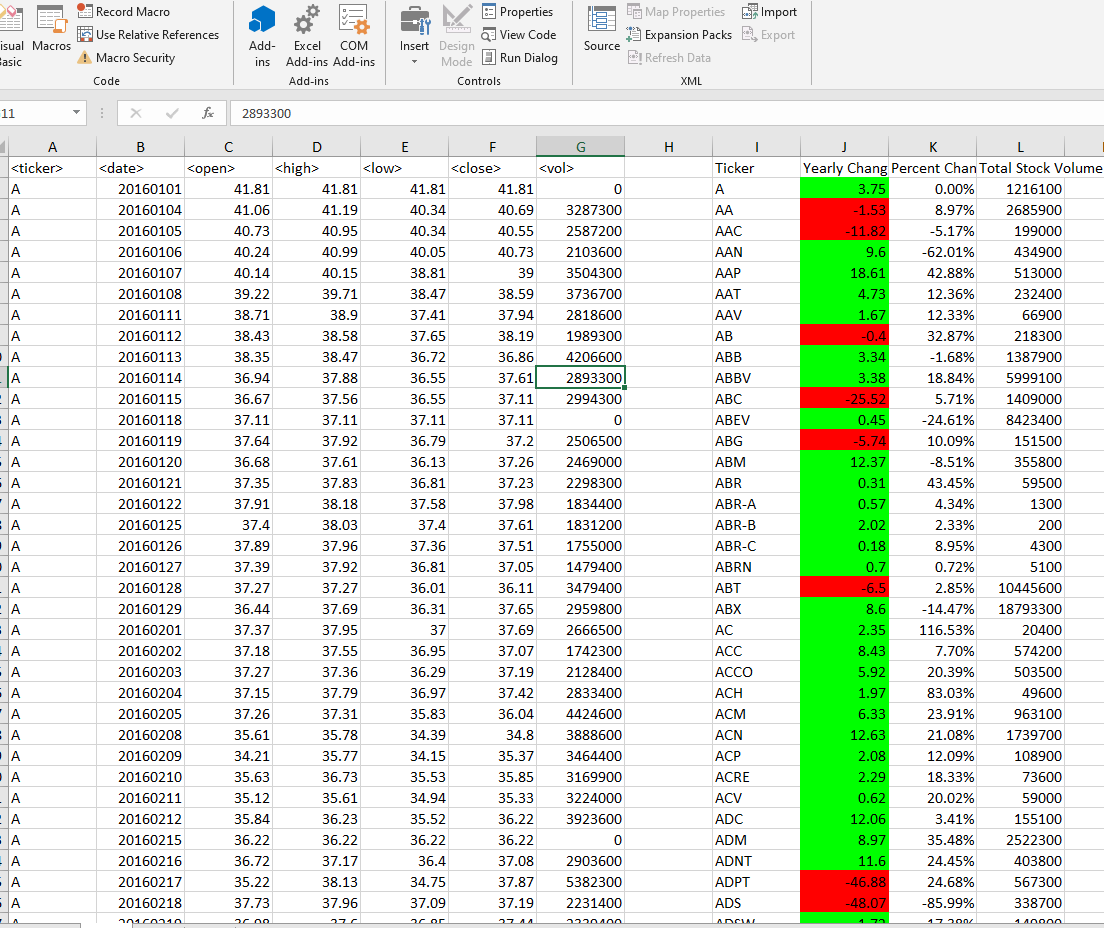 Record Macro Properties Map Properties Import
Use Relative References View Code Expansion Packs Export
Macros Macro Security Add-ins Excel Add-ins COM Add-ins Insert Design Mode Run Dialog Source Refresh Data
Code Add-ins Controls XML
11 fx 2893300
A B C D E F G H I J K L
<ticker> <date> <open> <high> <low> <close> <vol> Ticker Yearly Chang Percent Chan Total Stock Volume
A 20160101 41.81 41.81 41.81 41.81 0 A 3.75 0.00% 1216100
A 20160104 41.06 41.19 40.34 40.69 3287300 AA -1.53 8.97% 2685900
A 20160105 40.73 40.95 40.34 40.55 2587200 AAC -11.82 -5.17% 199000
A 20160106 40.24 40.99 40.05 40.73 2103600 AAN 9.6 -62.01% 434900
A 20160107 40.14 40.15 38.81 39 3504300 AAP 18.61 42.88% 513000
A 20160108 39.22 39.71 38.47 38.59 3736700 AAT 4.73 12.36% 232400
A 20160111 38.71 38.9 37.41 37.94 2818600 AAV 1.67 12.33% 66900
A 20160112 38.43 38.58 37.65 38.19 1989300 AB -0.4 32.87% 218300
A 20160113 38.35 38.47 36.72 36.86 4206600 ABB 3.34 -1.68% 1387900
A 20160114 36.94 37.88 36.55 37.61 2893300 ABBV 3.38 18.84% 5999100
A 20160115 36.67 37.56 36.55 37.11 2994300 ABC -25.52 5.71% 1409000
A 20160118 37.11 37.11 37.11 37.11 0 ABEV 0.45 -24.61% 8423400
A 20160119 37.64 37.92 36.79 37.2 2506500 ABG -5.74 10.09% 151500
A 20160120 36.68 37.61 36.13 37.26 2469000 ABM 12.37 -8.51% 355800
A 20160121 37.35 37.83 36.81 37.23 2298300 ABR 0.31 43.45% 59500
A 20160122 37.91 38.18 37.58 37.98 1834400 ABR-A 0.57 4.34% 1300
A 20160125 37.4 38.03 37.4 37.61 1831200 ABR-B 2.02 2.33% 200
A 20160126 37.89 37.96 37.36 37.51 1755000 ABR-C 0.18 8.95% 4300
A 20160127 37.39 37.92 36.81 37.05 1479400 ABRN 0.7 0.72% 5100
A 20160128 37.27 37.27 36.01 36.11 3479400 ABT -6.5 2.85% 10445600
A 20160129 36.44 37.69 36.31 37.65 2959800 ABX 8.6 -14.47% 18793300
A 20160201 37.37 37.95 37 37.69 2666500 AC 2.35 116.53% 20400
A 20160202 37.18 37.55 36.95 37.07 1742300 ACC 8.43 7.70% 574200
A 20160203 37.27 37.36 36.29 37.19 2128400 ACCO 5.92 20.39% 503500
A 20160204 37.15 37.79 36.97 37.42 2833400 ACH 1.97 83.03% 49600
A 20160205 37.26 37.31 35.83 36.04 4424600 ACM 6.33 23.91% 963100
A 20160208 35.61 35.78 34.39 34.8 3888600 ACN 12.63 21.08% 1739700
A 20160209 34.21 35.77 34.15 35.37 3464400 ACP 2.08 12.09% 108900
A 20160210 35.63 36.73 35.53 35.85 3169900 ACRE 2.29 18.33% 73600
A 20160211 35.12 35.61 34.94 35.33 3224000 ACV 0.62 20.02% 59000
A 20160212 35.84 36.23 35.52 36.22 3923600 ADC 12.06 3.41% 155100
A 20160215 36.22 36.22 36.22 36.22 0 ADM 8.97 35.48% 2522300
A 20160216 36.72 37.17 36.4 37.08 2903600 ADNT 11.6 24.45% 403800
A 20160217 35.22 38.13 34.75 37.87 5382300 ADPT -46.88 24.68% 567300
A 20160218 37.73 37.96 37.09 37.19 2231400 ADS -48.07 -85.99% 338700